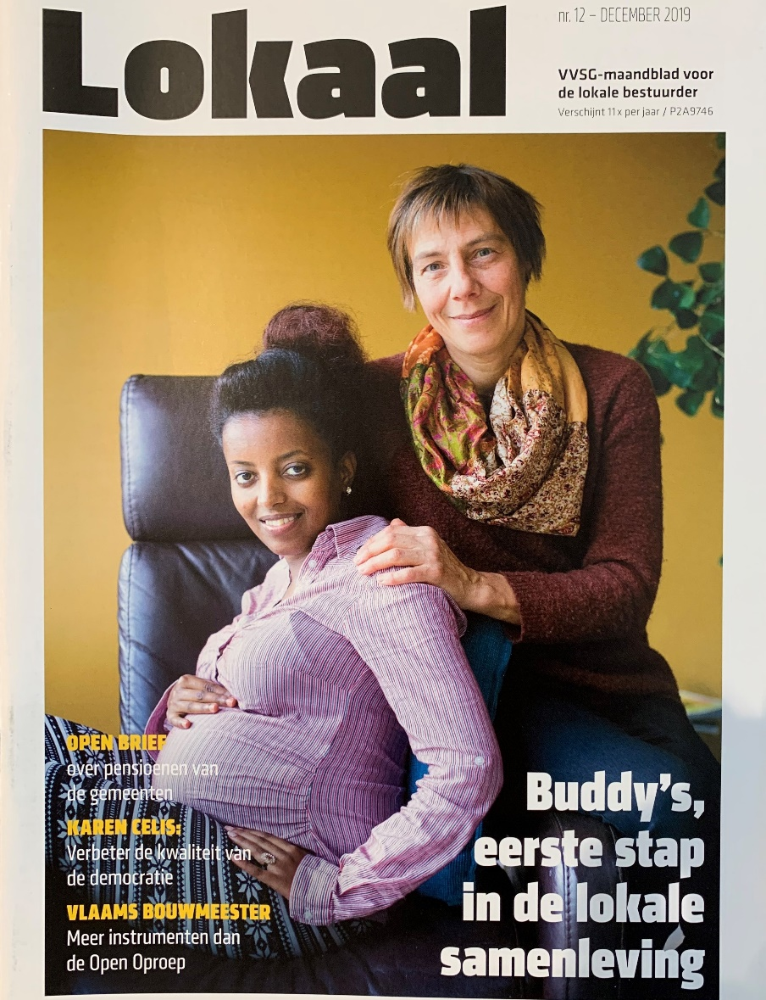 Lokaal
nr. 12 – DECEMBER 2019
VVSG-maandblad voor
de lokale bestuurder
Verschijnt 11 x per jaar / P2A9746
OPEN BRIEF
over pensioenen van
de gemeenten
KAREN CELIS:
Verbeter de kwaliteit van
de democratie
VLAAMS BOUWMEESTER
Meer instrumenten dan
de Open Oproep
Buddy's,
eerste stap
in de lokale
samenleving